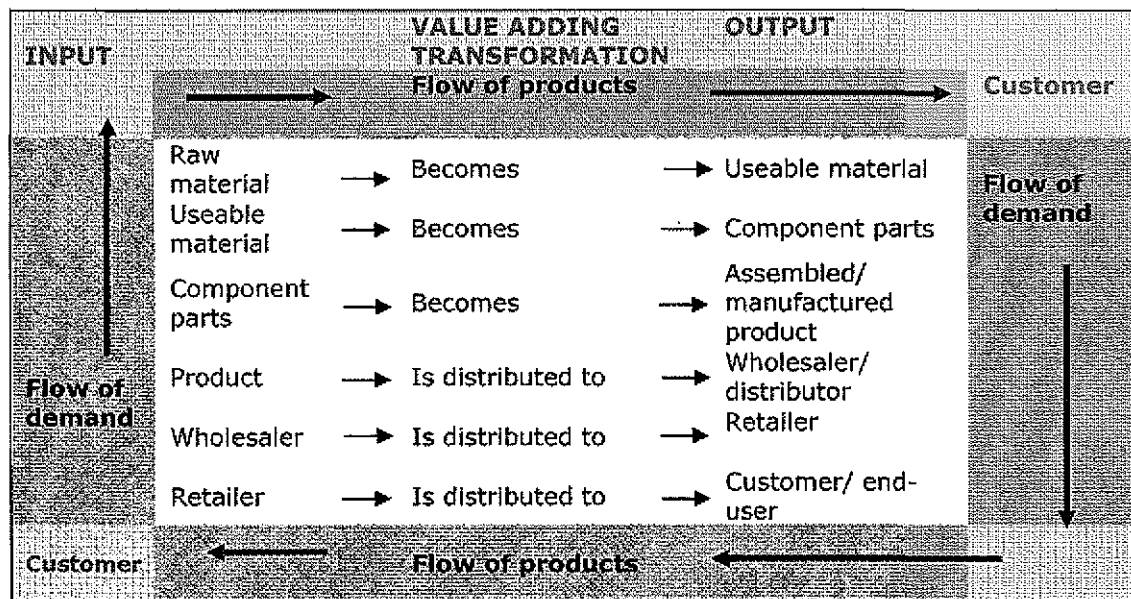 INPUT
VALUE ADDING
TRANSFORMATION
OUTPUT
Flow of products
Customer
Raw
material
Becomes
Useable material
Useable
material
Becomes
Component parts
Component
parts
Becomes
Assembled/
manufactured
product
Product
Is distributed to
Wholesaler/
distributor
Wholesaler
Is distributed to
Retailer
Retailer
Is distributed to
Customer/ end-
user
Flow of
demand
Flow of
demand
Customer
Flow of products